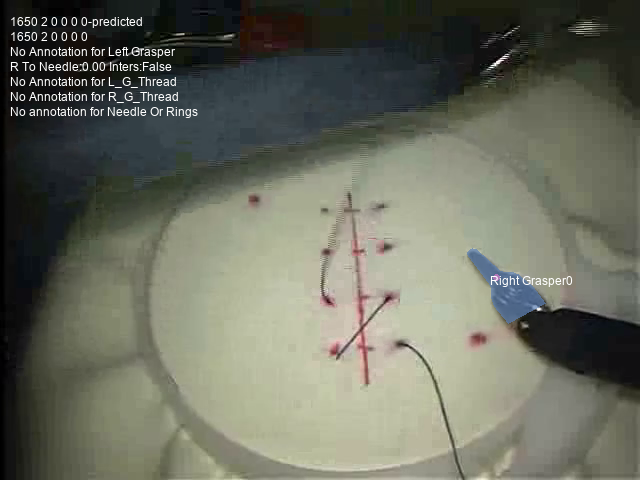 1650 2 0 0 0 0-predicted
1650 2 0 0 0 0
No Annotation for Left Grasper
R To Needle:0.00 Inters:False
No Annotation for L_G_Thread
No Annotation for R_G_Thread
No annotation for Needle Or Rings
Right Grasper0